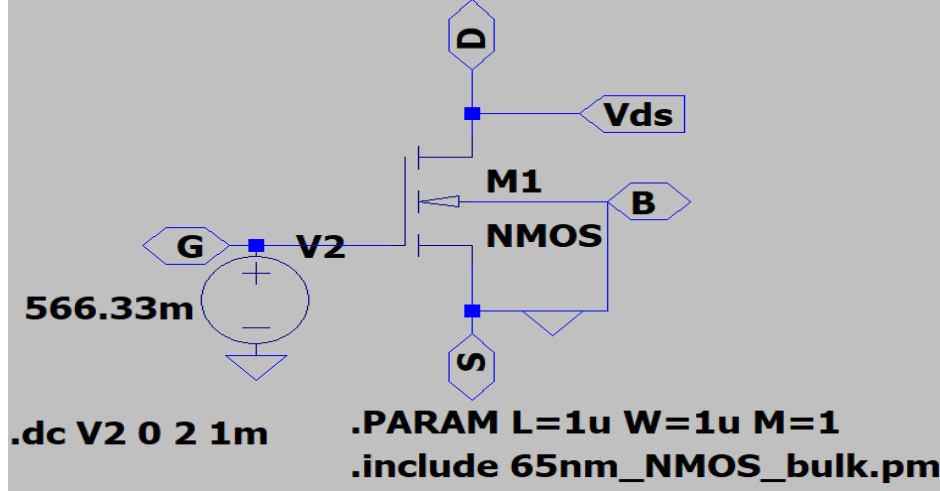 D
Vds
M1
B
G
V2
NMOS
566.33m
S
.dc V2 0 2 1m
.PARAM L=1u W=1u M=1
.include 65nm_NMOS_bulk.pm